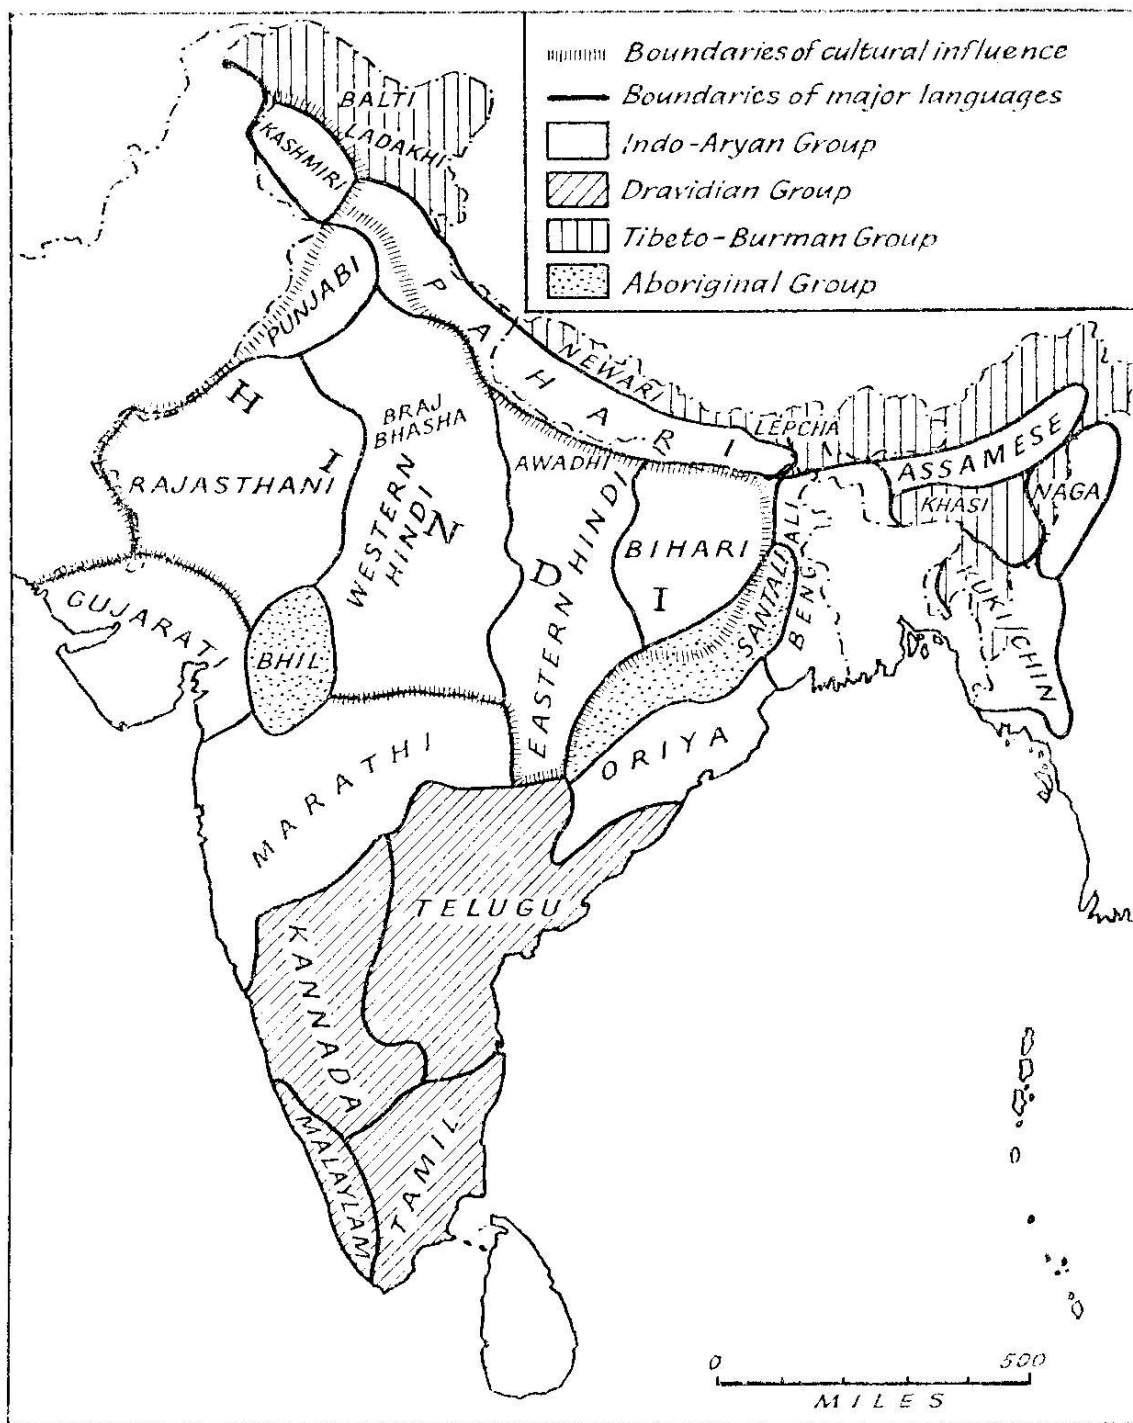 Boundaries of cultural influence
Boundaries of major languages
Indo-Aryan Group
Dravidian Group
Tibeto-Burman Group
Aboriginal Group
BALTI
LADAKHI
KASHMIRI
PUNJABI
PAHARI
NEWARI
LEPCHA
ASSAMESE
NAGA
KHASI
KUKI/CHIN
HINDI
BRAJ
BHASHA
RAJASTHANI
WESTERN
HINDI
AWADHI
EASTERN HINDI
BIHARI
SANTALI
BENGALI
GUJARATI
BHIL
MARATHI
ORIYA
TELUGU
KANNADA
MALAYLAM
TAMIL
0 500
MILES